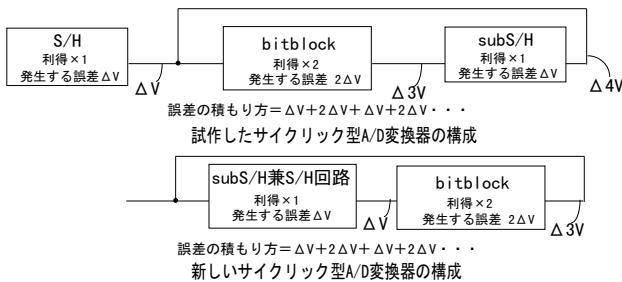 S/H
利得×1
発生する誤差ΔV
ΔV
bitblock
利得×2
発生する誤差 2ΔV
Δ3V
subS/H
利得×1
発生する誤差ΔV
Δ4V
誤差の積もり方=ΔV+2ΔV+ΔV+2ΔV・・・
試作したサイクリック型A/D変換器の構成
subS/H兼S/H回路
利得×1
発生する誤差ΔV
ΔV
bitblock
利得×2
発生する誤差 2ΔV
Δ3V
誤差の積もり方=ΔV+2ΔV+ΔV+2ΔV・・・
新しいサイクリック型A/D変換器の構成